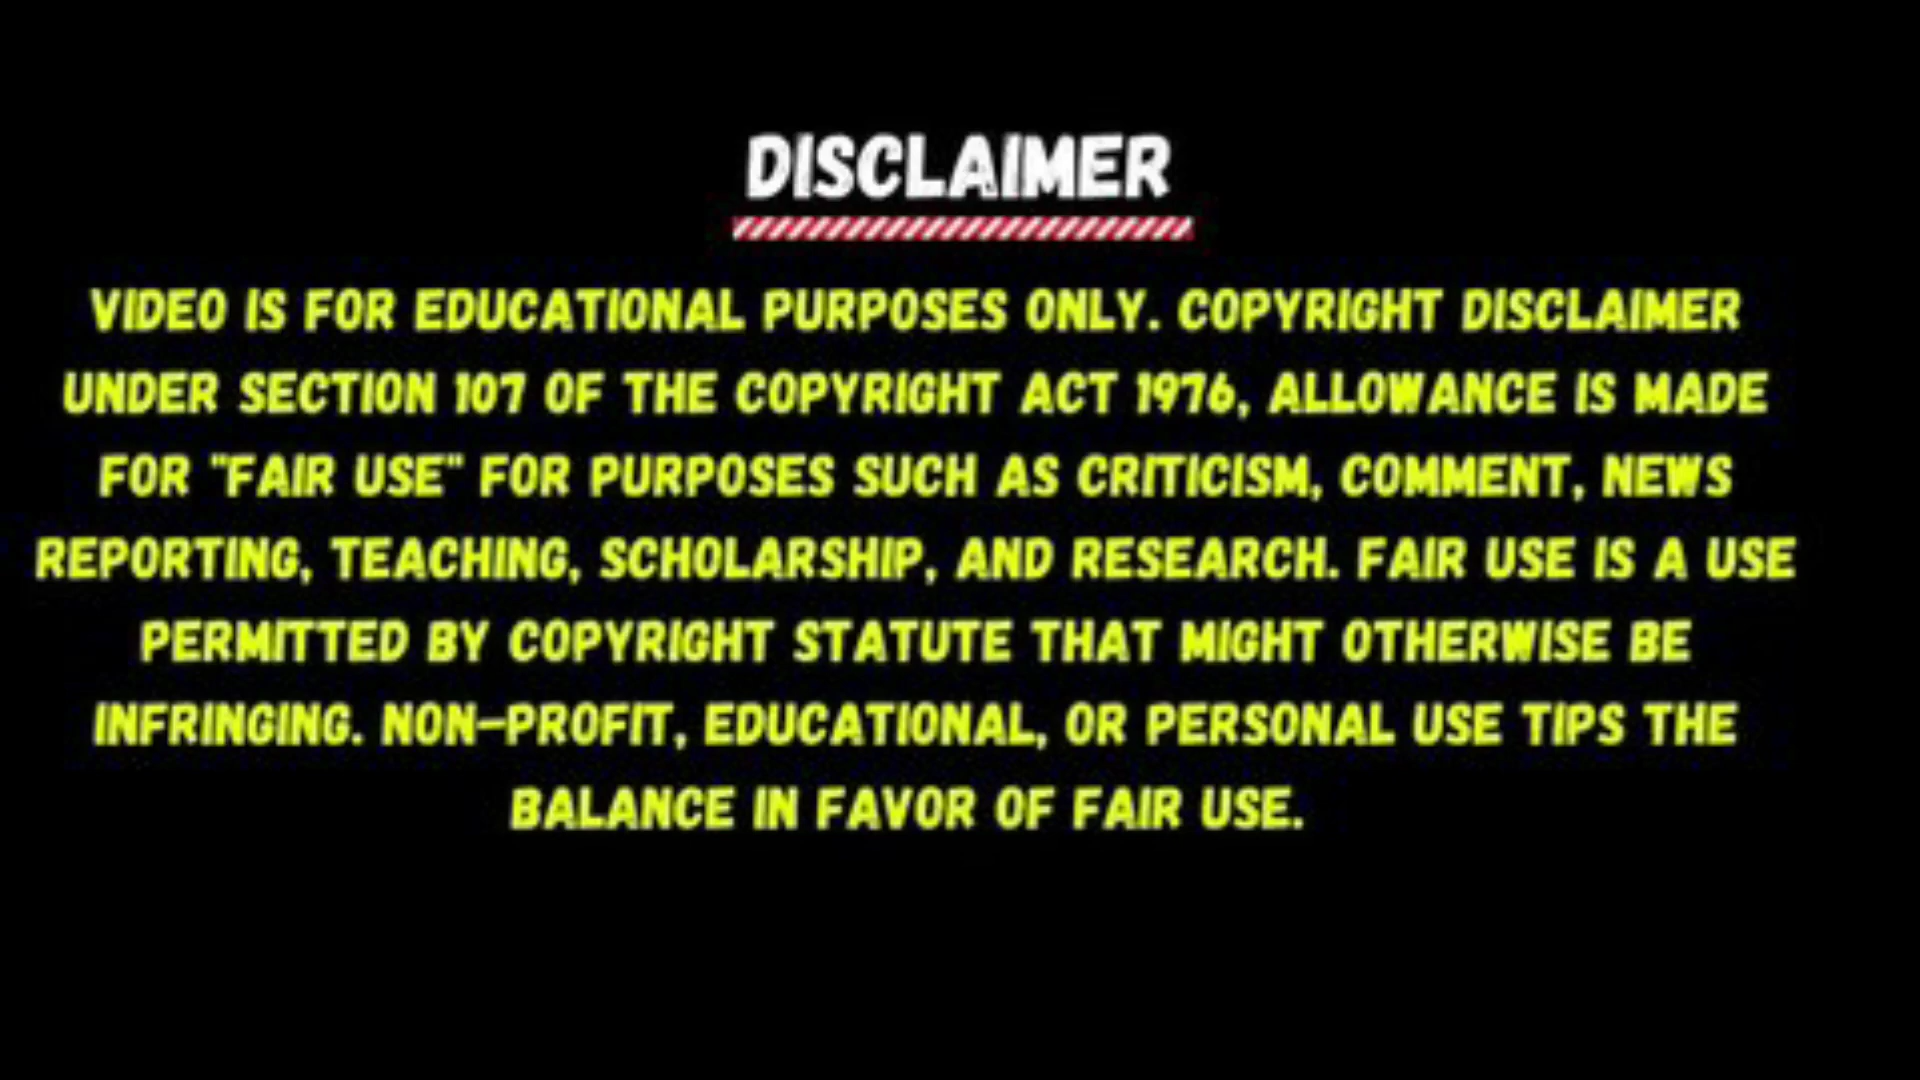 DISCLAIMER
VIDEO IS FOR EDUCATIONAL PURPOSES ONLY. COPYRIGHT DISCLAIMER
UNDER SECTION 107 OF THE COPYRIGHT ACT 1976, ALLOWANCE IS MADE
FOR "FAIR USE" FOR PURPOSES SUCH AS CRITICISM, COMMENT, NEWS
REPORTING, TEACHING, SCHOLARSHIP, AND RESEARCH. FAIR USE IS A USE
PERMITTED BY COPYRIGHT STATUTE THAT MIGHT OTHERWISE BE
INFRINGING. NON-PROFIT, EDUCATIONAL, OR PERSONAL USE TIPS THE
BALANCE IN FAVOR OF FAIR USE.